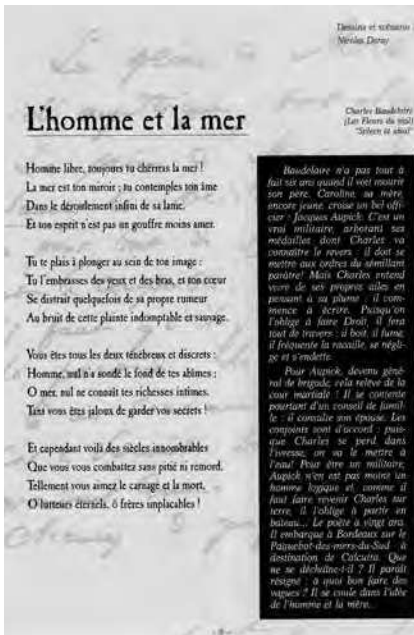 Dessins et scénario :
Nicolas Doray
L'homme et la mer
Charles Baudelaire
(Les Fleurs du mal)
"Spleen et idéal"
Homme libre, toujours tu chériras la mer !
La mer est ton miroir ; tu contemples ton âme
Dans le déroulement infini de sa lame,
Et ton esprit n'est pas un gouffre moins amer.
Tu te plais à plonger au sein de ton image ;
Tu l'embrasses des yeux et des bras, et ton cœur
Se distrait quelquefois de sa propre rumeur
Au bruit de cette plainte indomptable et sauvage.
Vous êtes tous les deux ténébreux et discrets :
Homme, nul n'a sondé le fond de tes abîmes ;
O mer, nul ne connaît tes richesses intimes,
Tant vous êtes jaloux de garder vos secrets !
Et cependant voilà des siècles innombrables
Que vous vous combattez sans pitié ni remord,
Tellement vous aimez le carnage et la mort,
O lutteurs éternels, ô frères implacables !
Baudelaire n'a pas tout à
fait six ans quand il voit mourir
son père. Caroline, sa mère,
encore jeune, croise un bel offi-
cier : Jacques Aupick. C'est un
vrai militaire, arborant ses
médailles dont Charles va
connaître le revers : il doit se
mettre aux ordres du sémillant
parâtre! Mais Charles entend
voire de ses propres ailes en
pensant à sa plume : il com-
mence à écrire. Puisqu'on
l'oblige à faire Droit, il fera
tout de travers : il boit, il fume,
il fréquente la racaille, se négli-
ge et s'endette.
Pour Aupick, devenu géné-
ral de brigade, cela relève de la
cour martiale ! Il se contente
pourtant d'un conseil de famil-
le : il consulte son épouse. Les
conjoints sont d'accord : puis-
que Charles se perd dans
l'ivresse, on va le mettre à
l'eau! Pour être un militaire,
Aupick n'en est pas moins un
homme logique et, comme il
faut faire revenir Charles sur
terre, il l'oblige à partir en
bateau... Le poète a vingt ans.
Il embarque à Bordeaux sur le
Paquebot-des-mers-du-Sud à
destination de Calcutta. Que
ne se déchaîne-t-il ? Il paraît
résigné : à quoi bon faire des
vagues ? Il se coule dans l'idée
de l'homme et la mère...